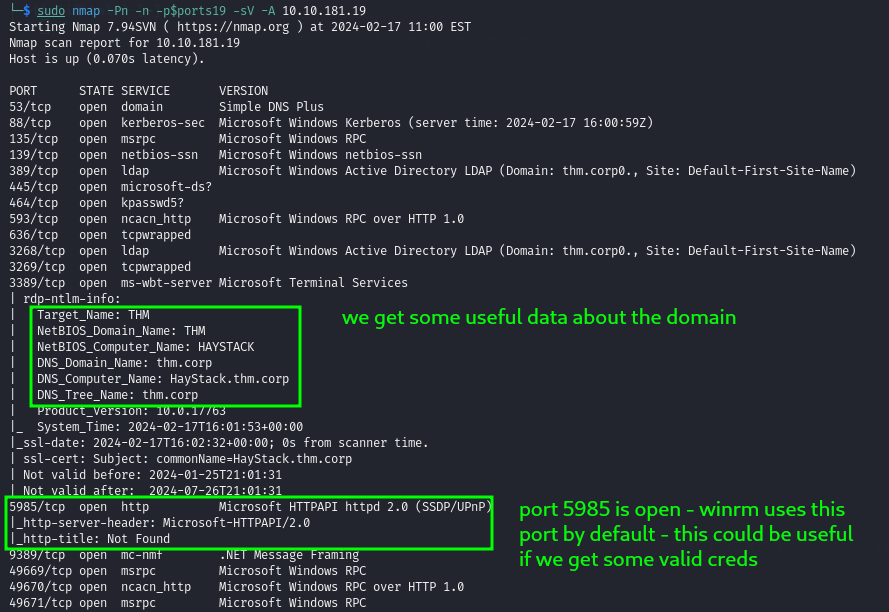 └─$ sudo nmap -Pn -n -p$ports19 -sV -A 10.10.181.19
Starting Nmap 7.94SVN ( https://nmap.org ) at 2024-02-17 11:00 EST
Nmap scan report for 10.10.181.19
Host is up (0.070s latency).
PORT STATE SERVICE VERSION
53/tcp open domain Simple DNS Plus
88/tcp open kerberos-sec Microsoft Windows Kerberos (server time: 2024-02-17 16:00:59Z)
135/tcp open msrpc Microsoft Windows RPC
139/tcp open netbios-ssn Microsoft Windows netbios-ssn
389/tcp open ldap Microsoft Windows Active Directory LDAP (Domain: thm.corp0., Site: Default-First-Site-Name)
445/tcp open microsoft-ds?
464/tcp open kpasswd5?
593/tcp open ncacn_http Microsoft Windows RPC over HTTP 1.0
636/tcp open tcpwrapped
3268/tcp open ldap Microsoft Windows Active Directory LDAP (Domain: thm.corp0., Site: Default-First-Site-Name)
3269/tcp open tcpwrapped
3389/tcp open ms-wbt-server Microsoft Terminal Services
| rdp-ntlm-info:
| Target_Name: THM
| NetBIOS_Domain_Name: THM
| NetBIOS_Computer_Name: HAYSTACK
| DNS_Domain_Name: thm.corp
| DNS_Computer_Name: HayStack.thm.corp
| DNS_Tree_Name: thm.corp
| Product_Version: 10.0.17763
|_ System_Time: 2024-02-17T16:01:53+00:00
|_ssl-date: 2024-02-17T16:02:32+00:00; 0s from scanner time.
| ssl-cert: Subject: commonName=HayStack.thm.corp
| Not valid before: 2024-01-25T21:01:31
|_Not valid after: 2024-07-26T21:01:31
5985/tcp open http Microsoft HTTPAPI httpd 2.0 (SSDP/UPnP)
|_http-server-header: Microsoft-HTTPAPI/2.0
|_http-title: Not Found
9389/tcp open mc-nmf .NET Message Framing
49669/tcp open msrpc Microsoft Windows RPC
49670/tcp open ncacn_http Microsoft Windows RPC over HTTP 1.0
49671/tcp open msrpc Microsoft Windows RPC
we get some useful data about the domain
port 5985 is open - winrm uses this
port by default - this could be useful
if we get some valid creds